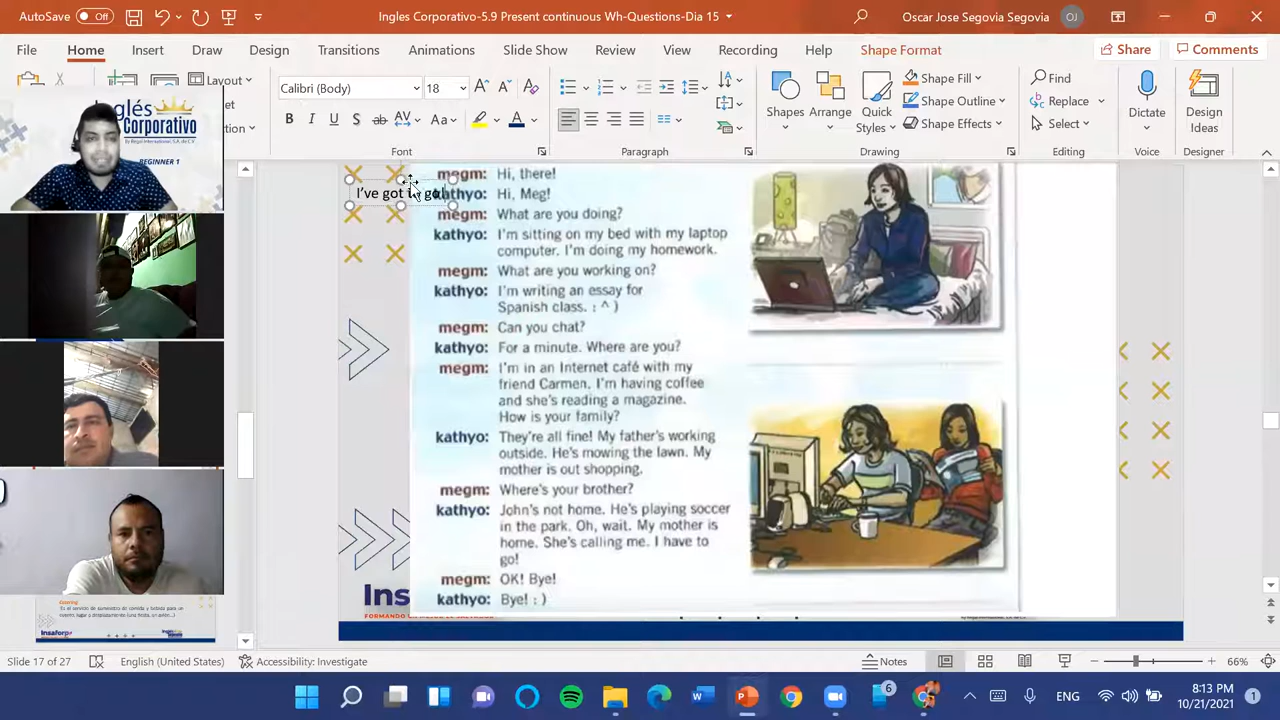 AutoSave Off
Ingles Corporativo-5.9 Present continuous Wh-Questions-Dia 15
Oscar Jose Segovia Segovia
OJ
File Home Insert Draw Design Transitions Animations Slide Show Review View Recording Help Shape Format
Share
Comments
Layout
Calibri (Body) 18
Shapes
Arrange
Quick Styles
Shape Fill
Shape Outline
Shape Effects
Find
Replace
Select
Dictate
Design Ideas
Font
Paragraph
Drawing
Editing
Voice
Designer
Inglés
Corporativo
BEGINNER 1
I've got to go!
megm: Hi, there!
kathyo: Hi, Meg!
megm: What are you doing?
kathyo: I'm sitting on my bed with my laptop
computer. I'm doing my homework.
megm: What are you working on?
kathyo: I'm writing an essay for
Spanish class. : ^ )
megm: Can you chat?
kathyo: For a minute. Where are you?
megm: I'm in an Internet café with my
friend Carmen. I'm having coffee
and she's reading a magazine.
How is your family?
kathyo: They're all fine! My father's working
outside. He's mowing the lawn. My
mother is out shopping.
megm: Where's your brother?
kathyo: John's not home. He's playing soccer
in the park. Oh, wait. My mother is
home. She's calling me. I have to
go!
megm: OK! Bye!
kathyo: Bye! : )
Insaforp
Slide 17 of 27
English (United States)
Accessibility: Investigate
Notes
66%
6
ENG
8:13 PM
10/21/2021
1